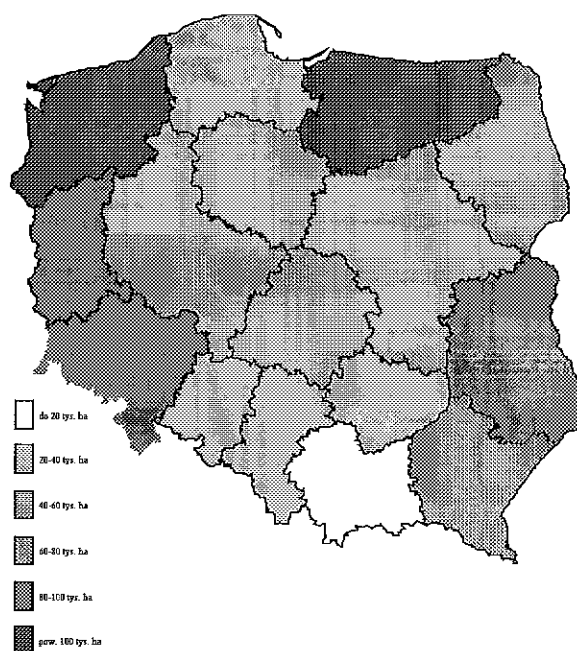 do 20 tys. ha
20-40 tys. ha
40-60 tys. ha
60-80 tys. ha
80-100 tys. ha
pow. 100 tys. ha